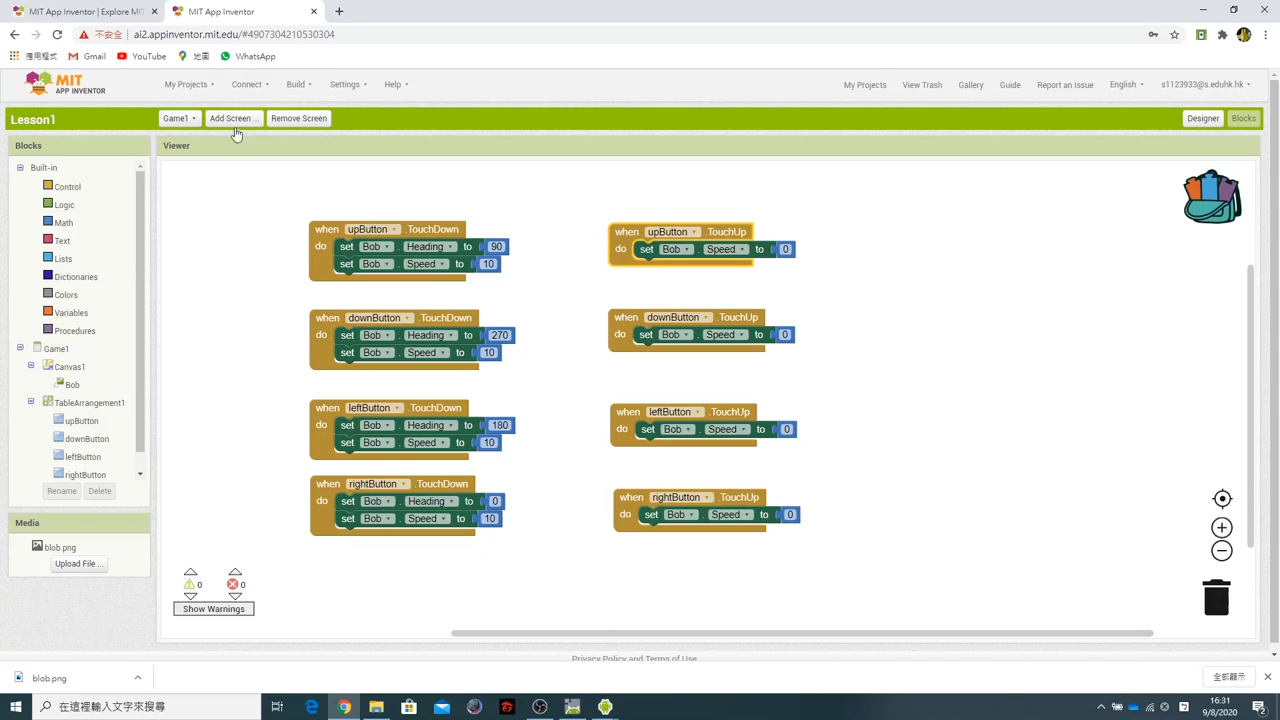 MIT App Inventor | Explore MIT
MIT App Inventor
不安全
ai2.appinventor.mit.edu/#4907304210530304
應用程式
Gmail
YouTube
地圖
WhatsApp
MIT
APP INVENTOR
My Projects
Connect
Build
Settings
Help
My Projects
View Trash
Gallery
Guide
Report an Issue
English
s1123933@s.eduhk.hk
Lesson1
Game1
Add Screen ...
Remove Screen
Designer
Blocks
Blocks
Built-in
Control
Logic
Math
Text
Lists
Dictionaries
Colors
Variables
Procedures
Game1
Canvas1
Bob
TableArrangement1
upButton
downButton
leftButton
rightButton
Rename
Delete
Media
blob.png
Upload File ...
Viewer
when upButton .TouchDown
do set Bob . Heading to 90
set Bob . Speed to 10
when downButton .TouchDown
do set Bob . Heading to 270
set Bob . Speed to 10
when leftButton .TouchDown
do set Bob . Heading to 180
set Bob . Speed to 10
when rightButton .TouchDown
do set Bob . Heading to 0
set Bob . Speed to 10
when upButton .TouchUp
do set Bob . Speed to 0
when downButton .TouchUp
do set Bob . Speed to 0
when leftButton .TouchUp
do set Bob . Speed to 0
when rightButton .TouchUp
do set Bob . Speed to 0
0
0
Show Warnings
Privacy Policy and Terms of Use
blob.png
全部顯示
在這裡輸入文字來搜尋
16:31
9/8/2020